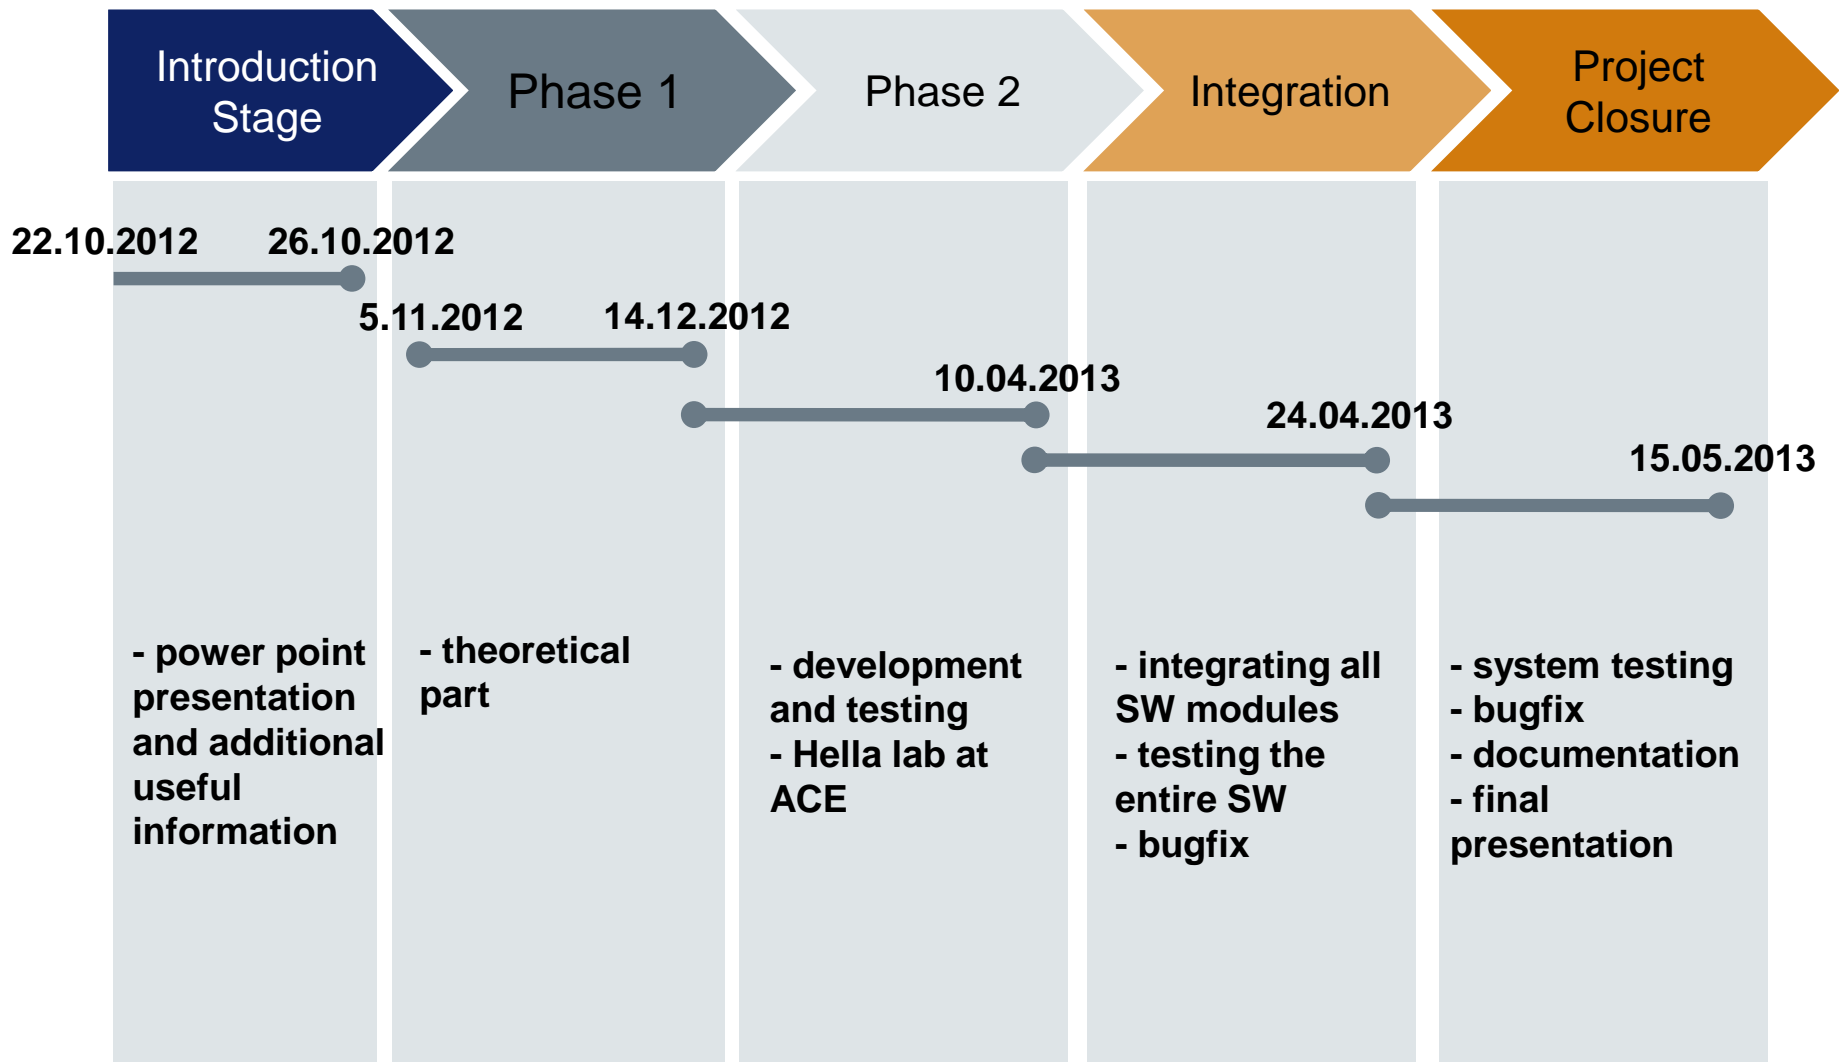 Introduction
Stage
Phase 1
Phase 2
Integration
Project
Closure
22.10.2012
26.10.2012
5.11.2012
14.12.2012
10.04.2013
24.04.2013
15.05.2013
- power point
presentation
and additional
useful
information
- theoretical
part
- development
and testing
- Hella lab at
ACE
- integrating all
SW modules
- testing the
entire SW
- bugfix
- system testing
- bugfix
- documentation
- final
presentation